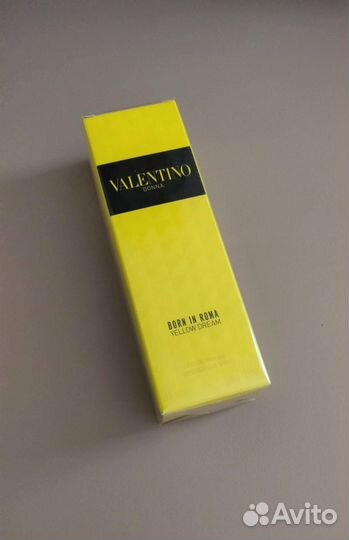 VALENTINO
DONNA
BORN IN ROMA
YELLOW DREAM
Avito